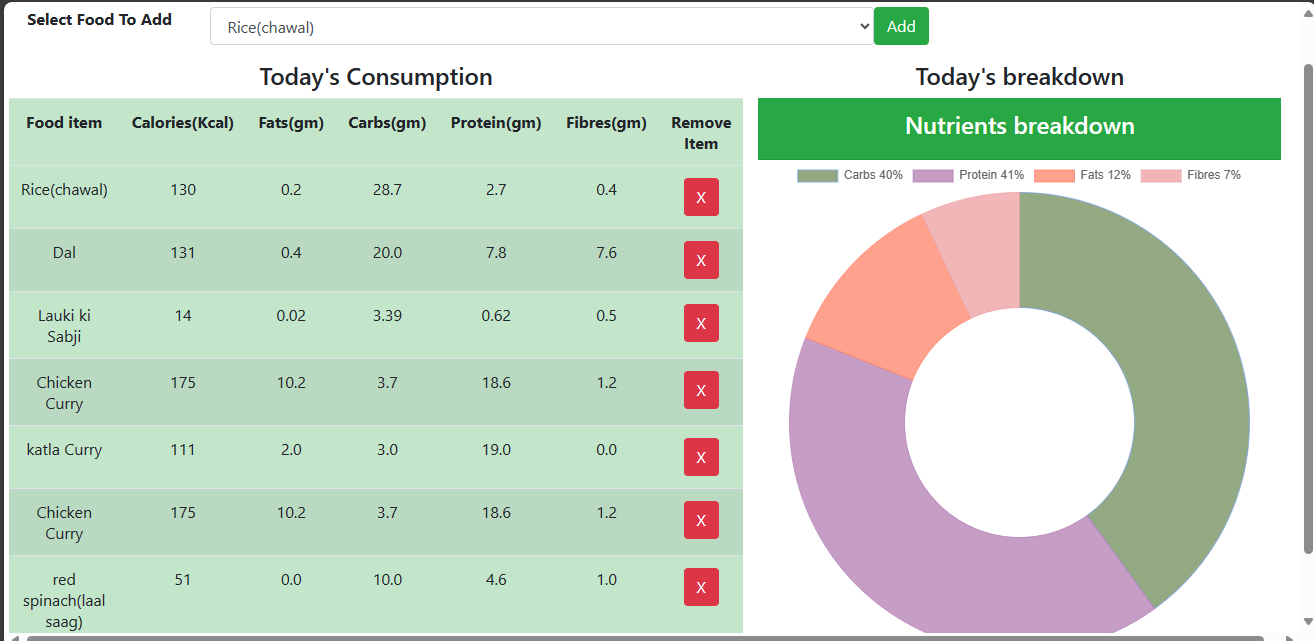 Select Food To Add
Rice(chawal)
Add
Today's Consumption
Food item Calories(Kcal) Fats(gm) Carbs(gm) Protein(gm) Fibres(gm) Remove
Item
Rice(chawal) 130 0.2 28.7 2.7 0.4 X
Dal 131 0.4 20.0 7.8 7.6 X
Lauki ki 14 0.02 3.39 0.62 0.5 X
Sabji
Chicken 175 10.2 3.7 18.6 1.2 X
Curry
katla Curry 111 2.0 3.0 19.0 0.0 X
Chicken 175 10.2 3.7 18.6 1.2 X
Curry
red 51 0.0 10.0 4.6 1.0 X
spinach(laal
saag)
Today's breakdown
Nutrients breakdown
Carbs 40% Protein 41% Fats 12% Fibres 7%